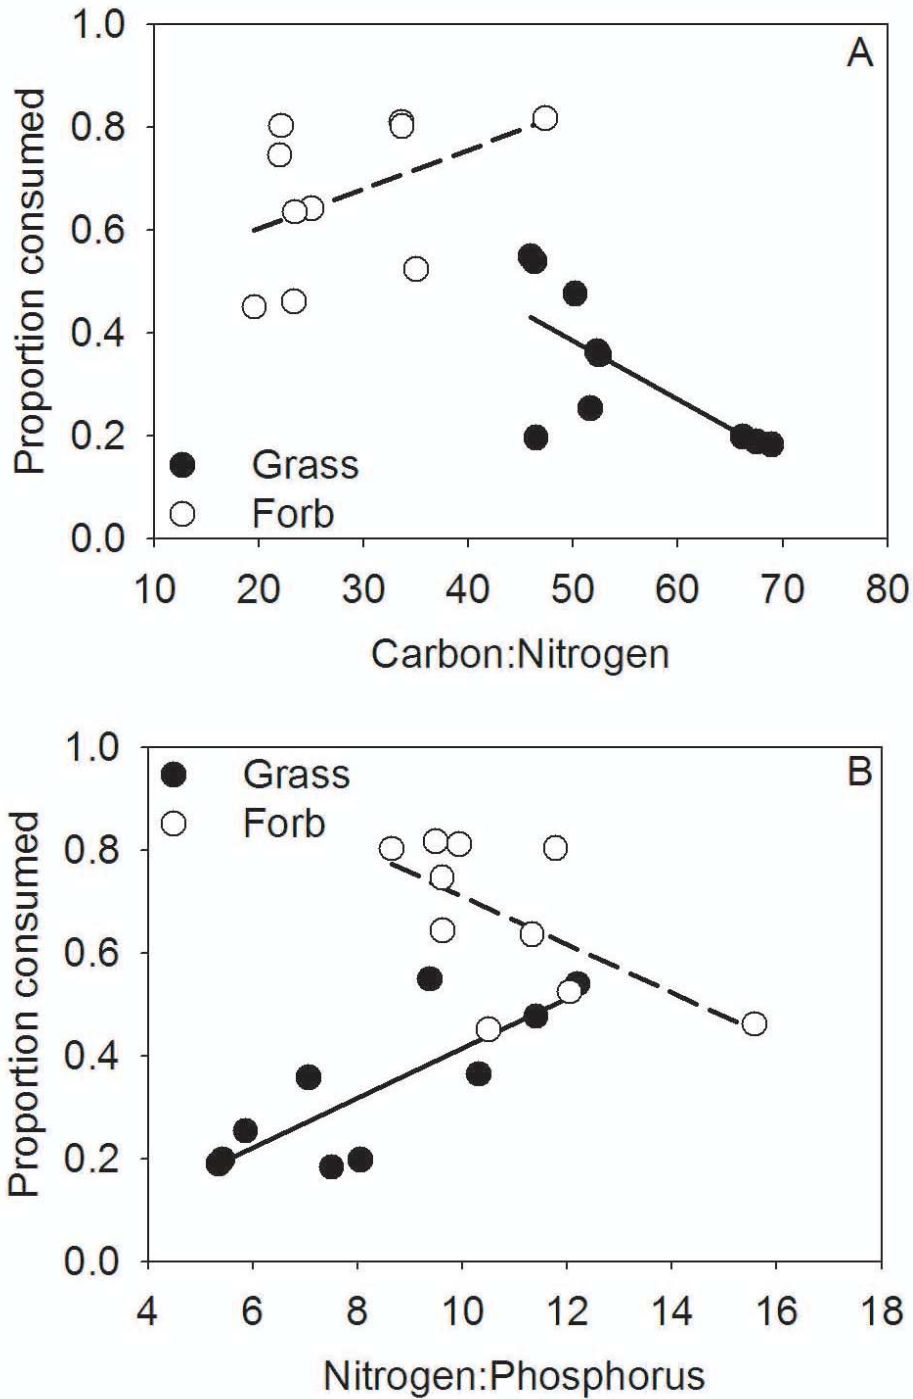 1.0
A
0.8
0.6
0.4
0.2
Grass
Forb
0.0
Proportion consumed
10 20 30 40 50 60 70 80
Carbon:Nitrogen
1.0
Grass
B
Forb
0.8
0.6
0.4
0.2
0.0
Proportion consumed
4 6 8 10 12 14 16 18
Nitrogen:Phosphorus